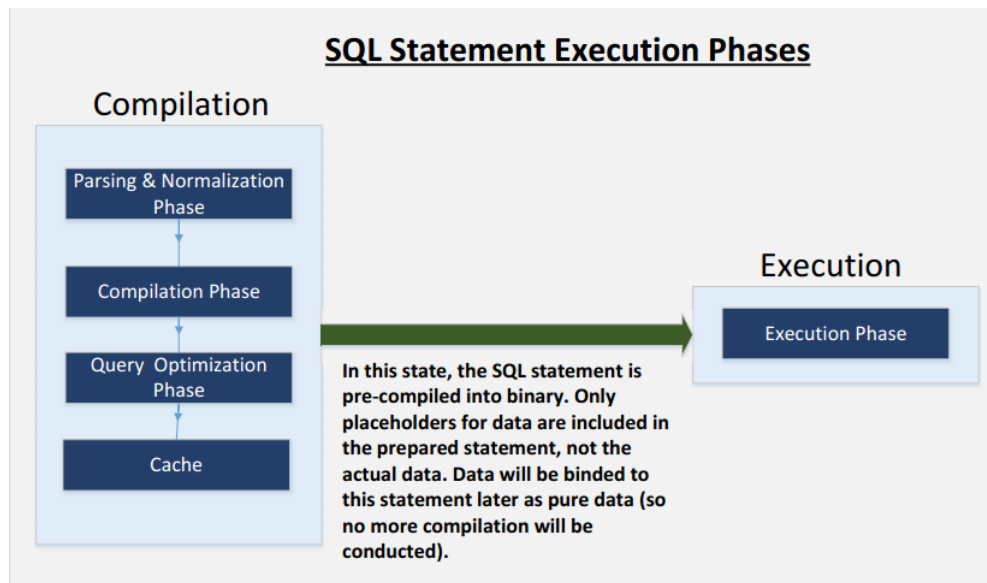 SQL Statement Execution Phases
Compilation
Parsing & Normalization
Phase
Compilation Phase
Query Optimization
Phase
Cache
In this state, the SQL statement is
pre-compiled into binary. Only
placeholders for data are included in
the prepared statement, not the
actual data. Data will be binded to
this statement later as pure data (so
no more compilation will be
conducted).
Execution
Execution Phase